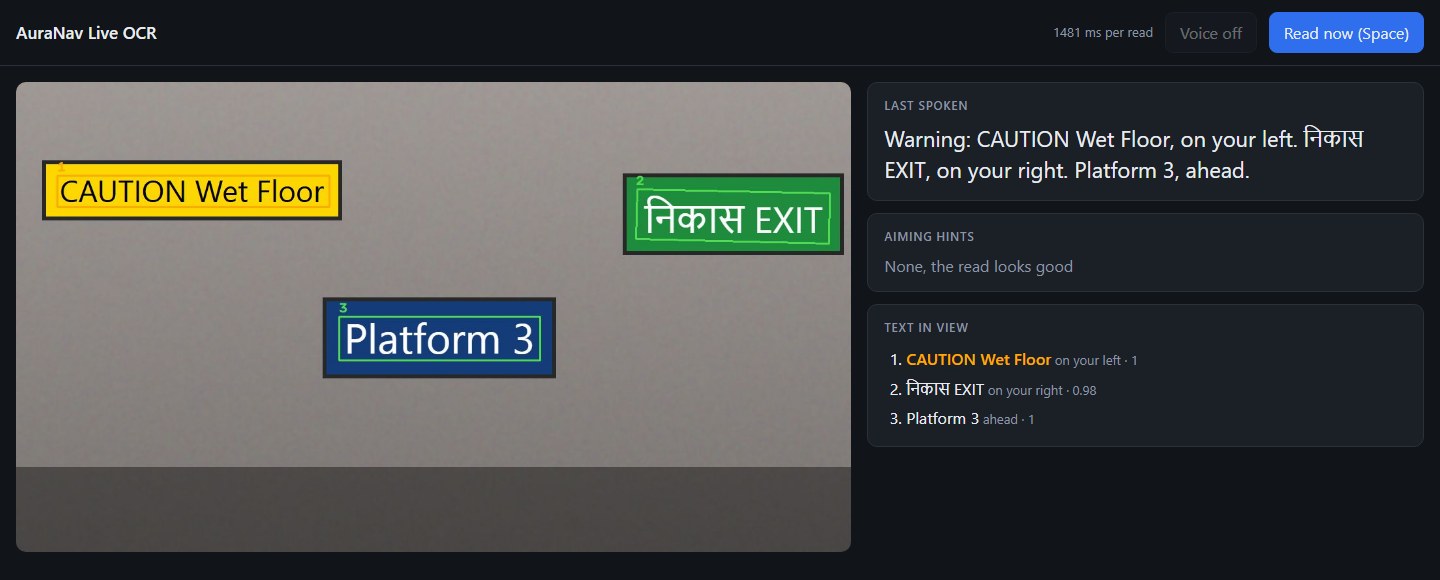 AuraNav Live OCR
1481 ms per read
Voice off
Read now (Space)
1
CAUTION Wet Floor
2
निकास EXIT
3
Platform 3
LAST SPOKEN
Warning: CAUTION Wet Floor, on your left. निकास
EXIT, on your right. Platform 3, ahead.
AIMING HINTS
None, the read looks good
TEXT IN VIEW
1. CAUTION Wet Floor on your left · 1
2. निकास EXIT on your right · 0.98
3. Platform 3 ahead · 1